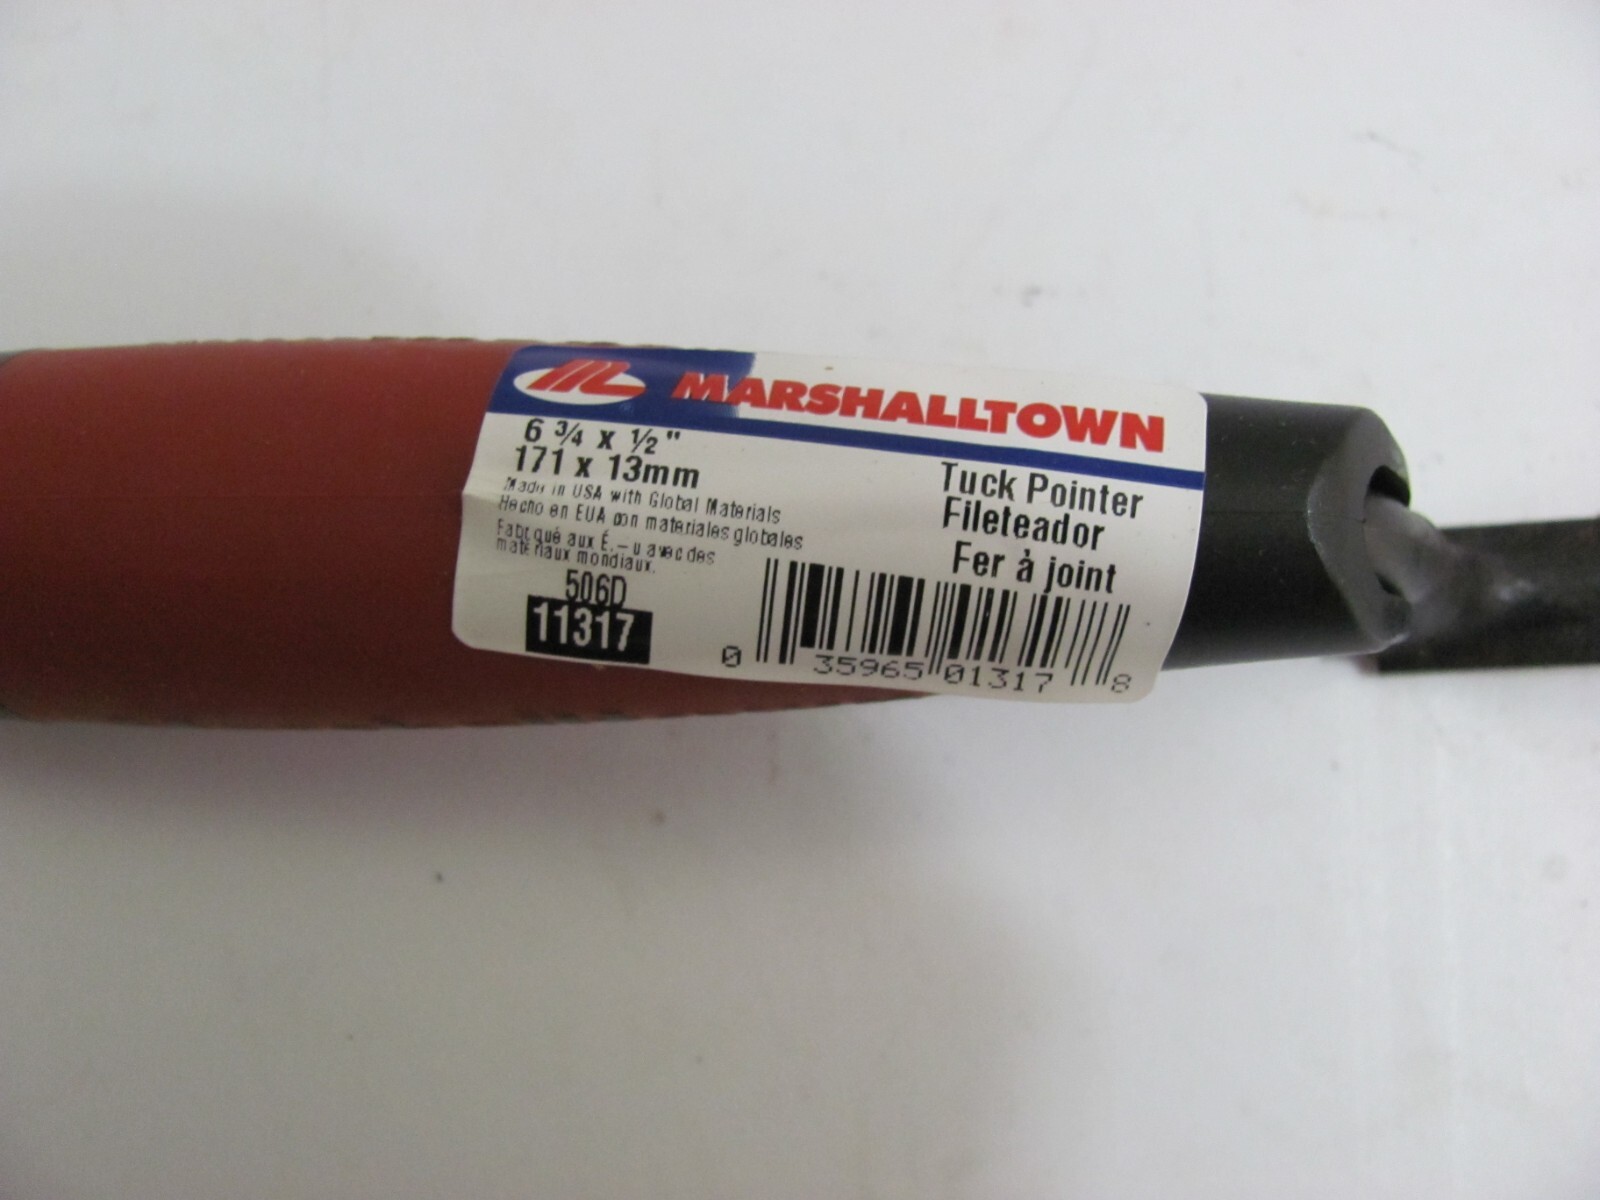 MARSHALLTOWN
6 3/4 x 1/2"
171 x 13mm
Made in USA with Global Materials
Hecho en EUA con materiales globales
Fabriqué aux É.-u avec des
matériaux mondiaux.
506D
11317
Tuck Pointer
Fileteador
Fer à joint
0 35965 01317 8